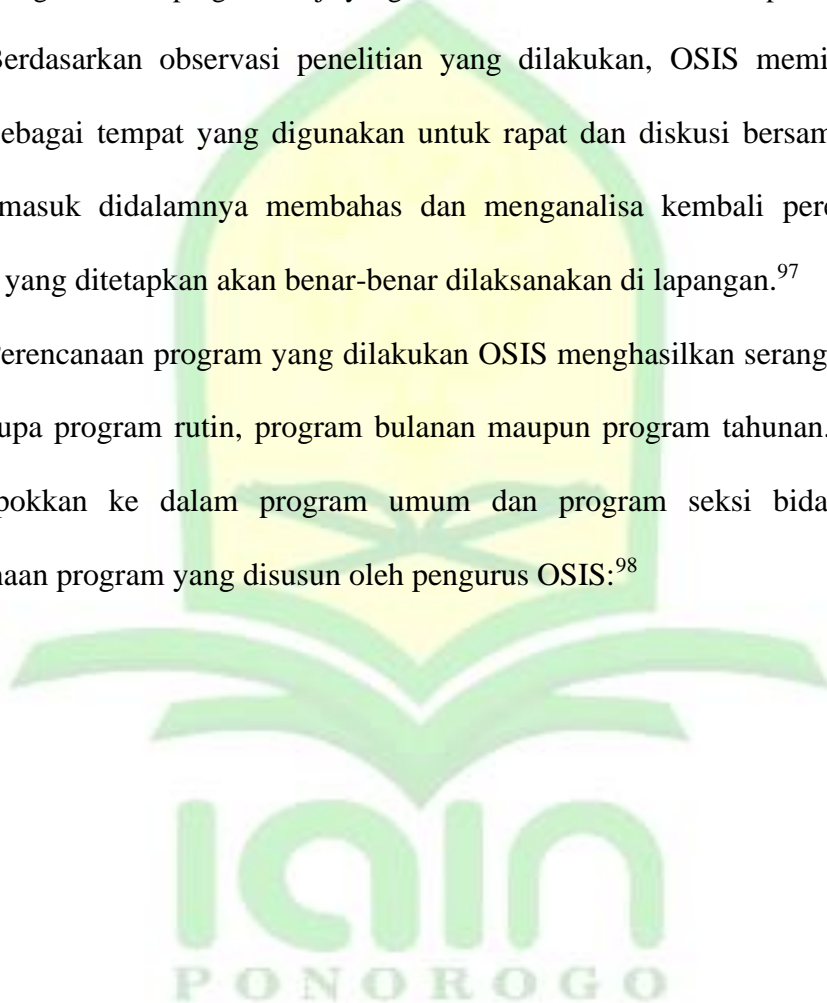 Berdasarkan observasi penelitian yang dilakukan, OSIS memi
sebagai tempat yang digunakan untuk rapat dan diskusi bersam
masuk didalamnya membahas dan menganalisa kembali per
yang ditetapkan akan benar-benar dilaksanakan di lapangan.97
Perencanaan program yang dilakukan OSIS menghasilkan serang
upa program rutin, program bulanan maupun program tahunan.
pokkan ke dalam program umum dan program seksi bida
naan program yang disusun oleh pengurus OSIS:98
iain
PONOROGO